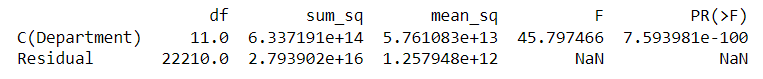 df sum_sq mean_sq F PR(>F)
C(Department) 11.0 6.337191e+14 5.761083e+13 45.797466 7.593981e-100
Residual 22210.0 2.793902e+16 1.257948e+12 NaN NaN